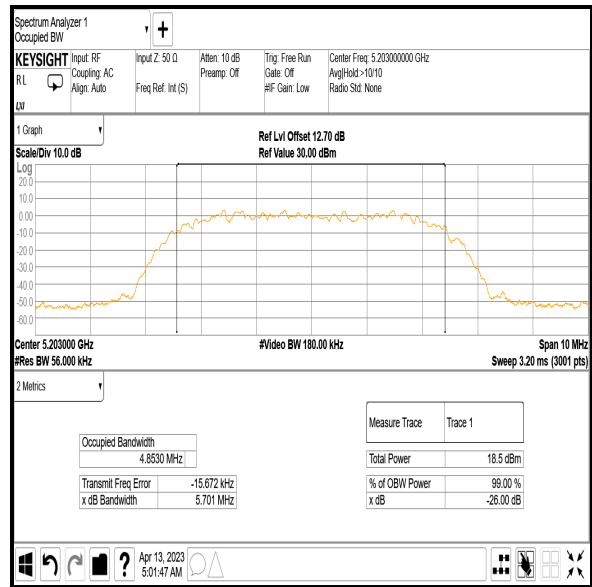 Spectrum Analyzer 1
Occupied BW
KEYSIGHT Input: RF Input Z: 50 Ω Atten: 10 dB Trig: Free Run Center Freq: 5.203000000 GHz
RL Coupling: AC Preamp: Off Gate: Off Avg|Hold:>10/10
Align: Auto Freq Ref: Int (S) #IF Gain: Low Radio Std: None
LXI
1 Graph
Ref Lvl Offset 12.70 dB
Scale/Div 10.0 dB Ref Value 30.00 dBm
Log
20.0
10.0
0.00
-10.0
-20.0
-30.0
-40.0
-50.0
-60.0
Center 5.203000 GHz #Video BW 180.00 kHz Span 10 MHz
#Res BW 56.000 kHz Sweep 3.20 ms (3001 pts)
2 Metrics
Measure Trace Trace 1
Occupied Bandwidth
4.8530 MHz
Total Power 18.5 dBm
Transmit Freq Error -15.672 kHz % of OBW Power 99.00 %
x dB Bandwidth 5.701 MHz x dB -26.00 dB
? Apr 13, 2023
5:01:47 AM